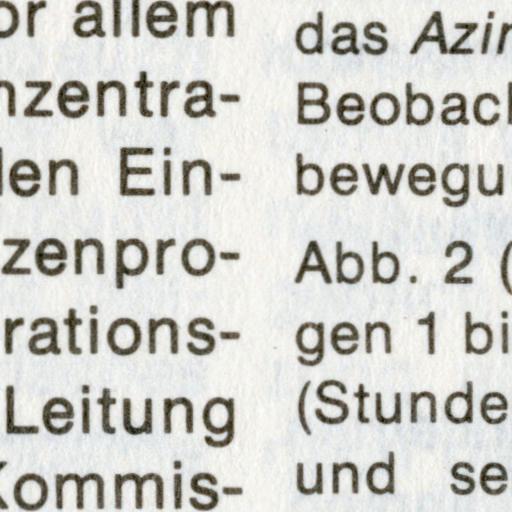 or allem
nzentra-
len Ein-
zenpro-
rations-
Leitung
Kommis-
das Azin
Beobach
bewegu
Abb. 2 (
gen 1 bi
(Stunde
und se